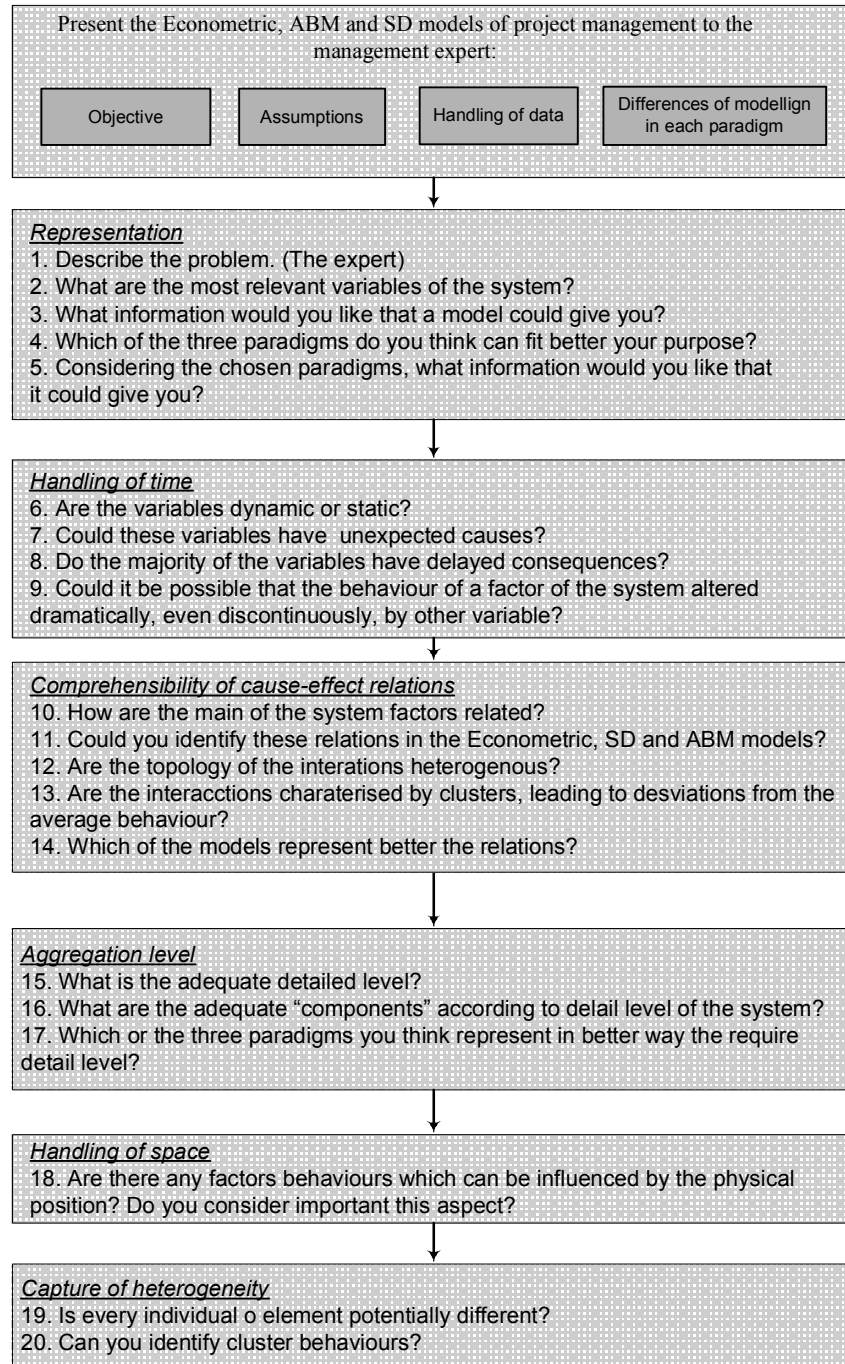 Present the Econometric, ABM and SD models of project management to the
management expert:
Objective
Assumptions
Handling of data
Differences of modellign
in each paradigm
Representation
1. Describe the problem. (The expert)
2. What are the most relevant variables of the system?
3. What information would you like that a model could give you?
4. Which of the three paradigms do you think can fit better your purpose?
5. Considering the chosen paradigms, what information would you like that
it could give you?
Handling of time
6. Are the variables dynamic or static?
7. Could these variables have unexpected causes?
8. Do the majority of the variables have delayed consequences?
9. Could it be possible that the behaviour of a factor of the system altered
dramatically, even discontinuously, by other variable?
Comprehensibility of cause-effect relations
10. How are the main of the system factors related?
11. Could you identify these relations in the Econometric, SD and ABM models?
12. Are the topology of the interations heterogenous?
13. Are the interacctions charaterised by clusters, leading to desviations from the
average behaviour?
14. Which of the models represent better the relations?
Aggregation level
15. What is the adequate detailed level?
16. What are the adequate “components” according to delail level of the system?
17. Which or the three paradigms you think represent in better way the require
detail level?
Handling of space
18. Are there any factors behaviours which can be influenced by the physical
position? Do you consider important this aspect?
Capture of heterogeneity
19. Is every individual o element potentially different?
20. Can you identify cluster behaviours?